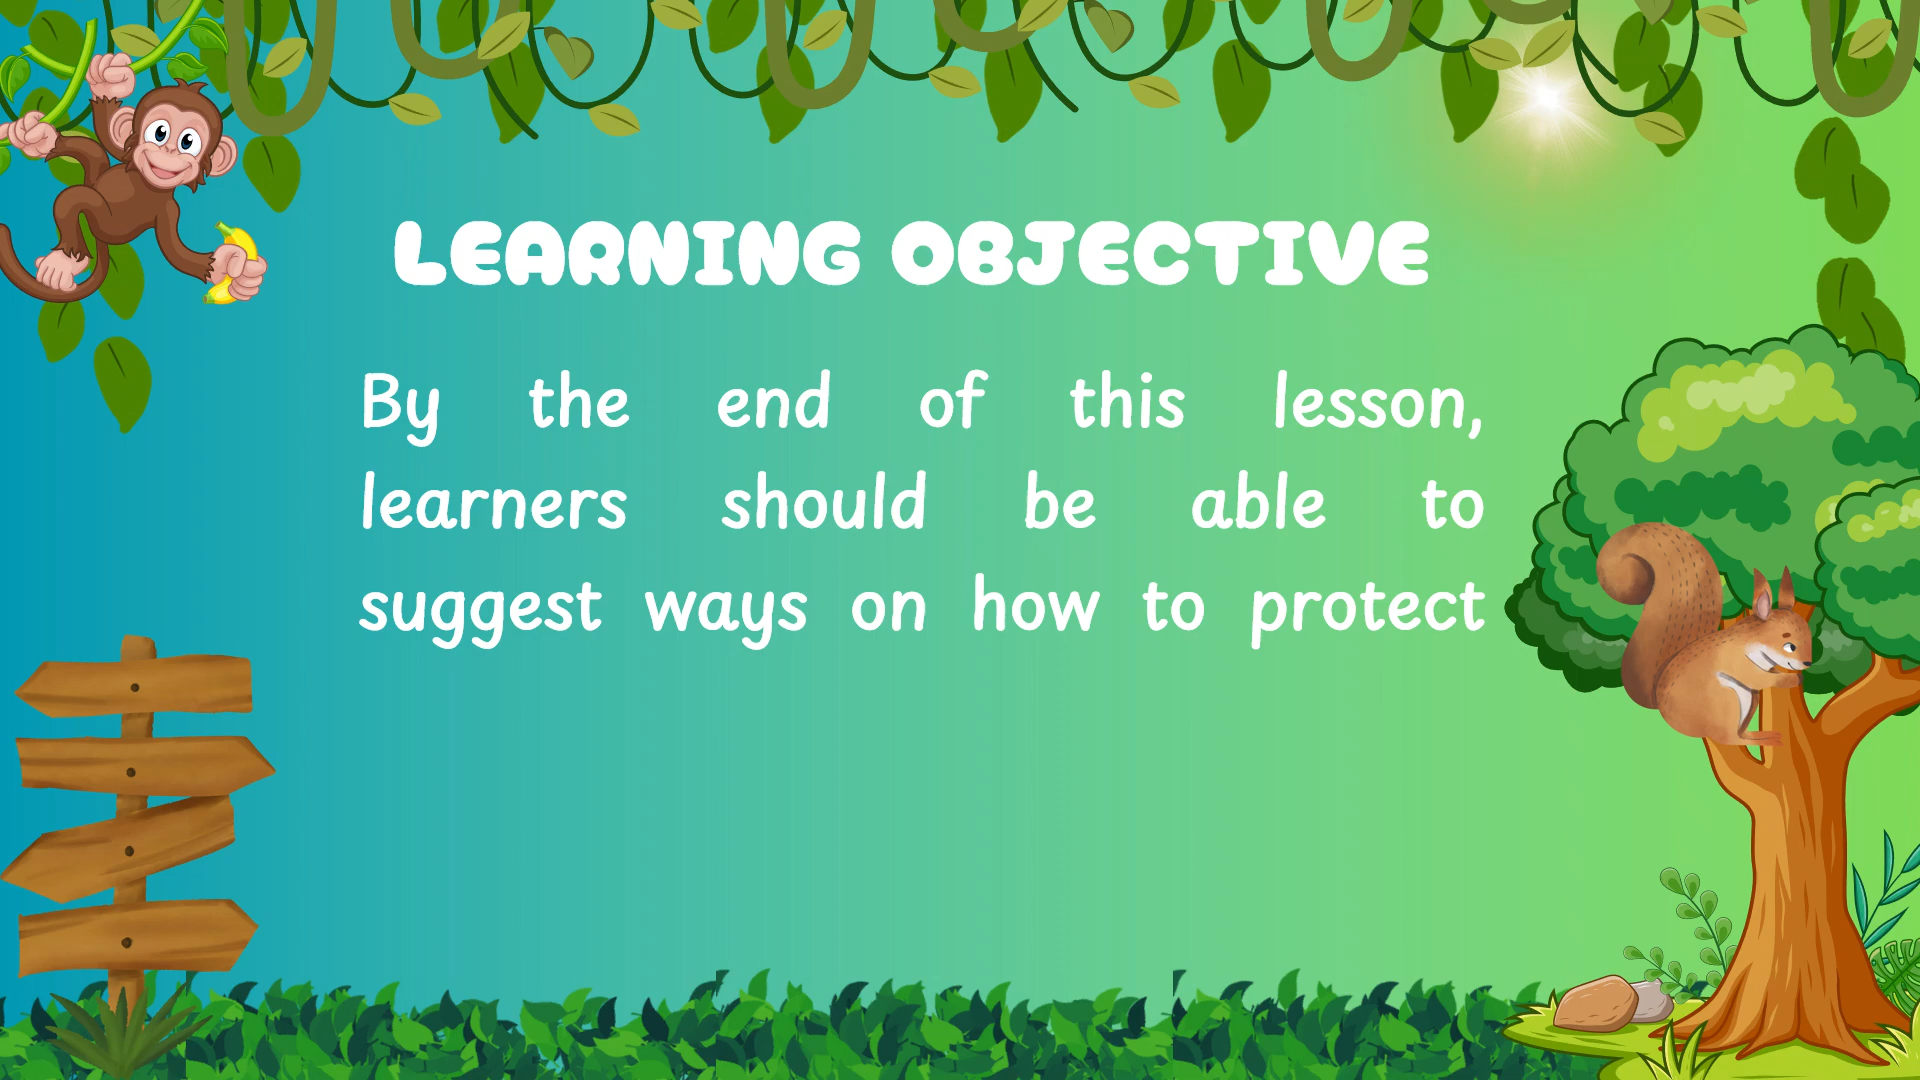 LEARNING OBJECTIVE
By the end of this lesson,
learners should be able to
suggest ways on how to protect